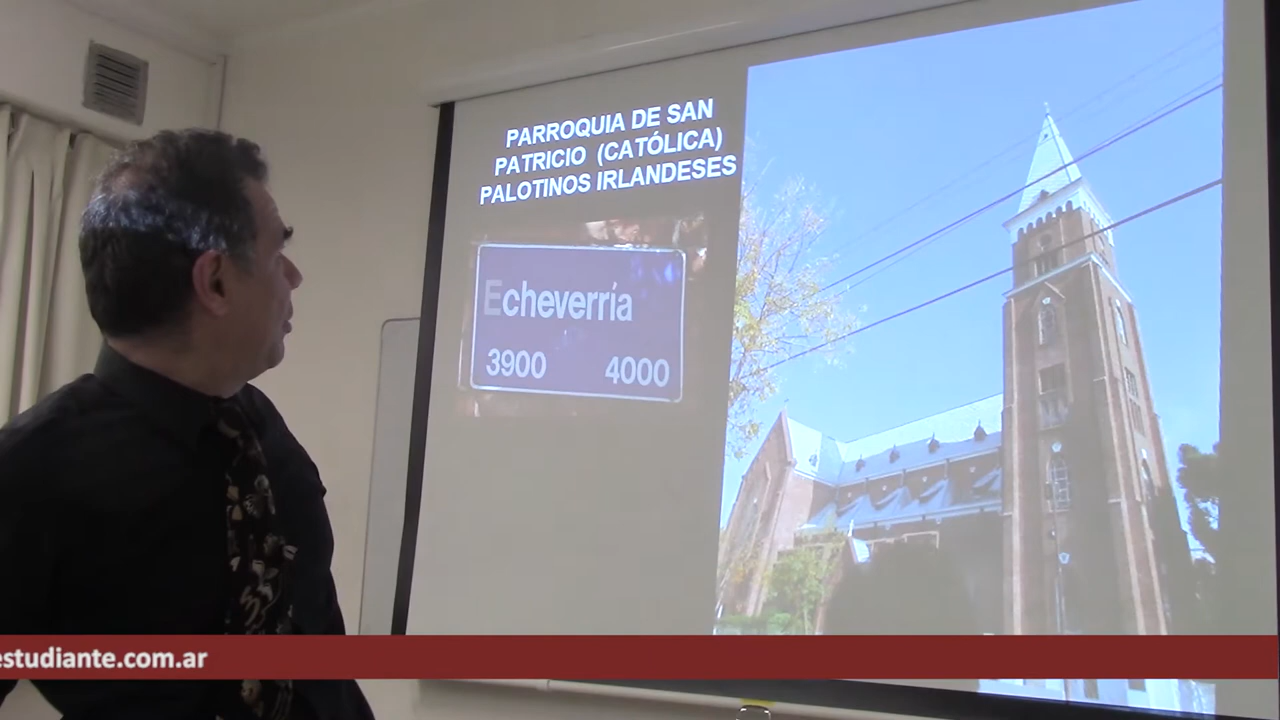 PARROQUIA DE SAN
PATRICIO (CATÓLICA)
PALOTINOS IRLANDESES
Echeverría
3900 4000
estudiante.com.ar